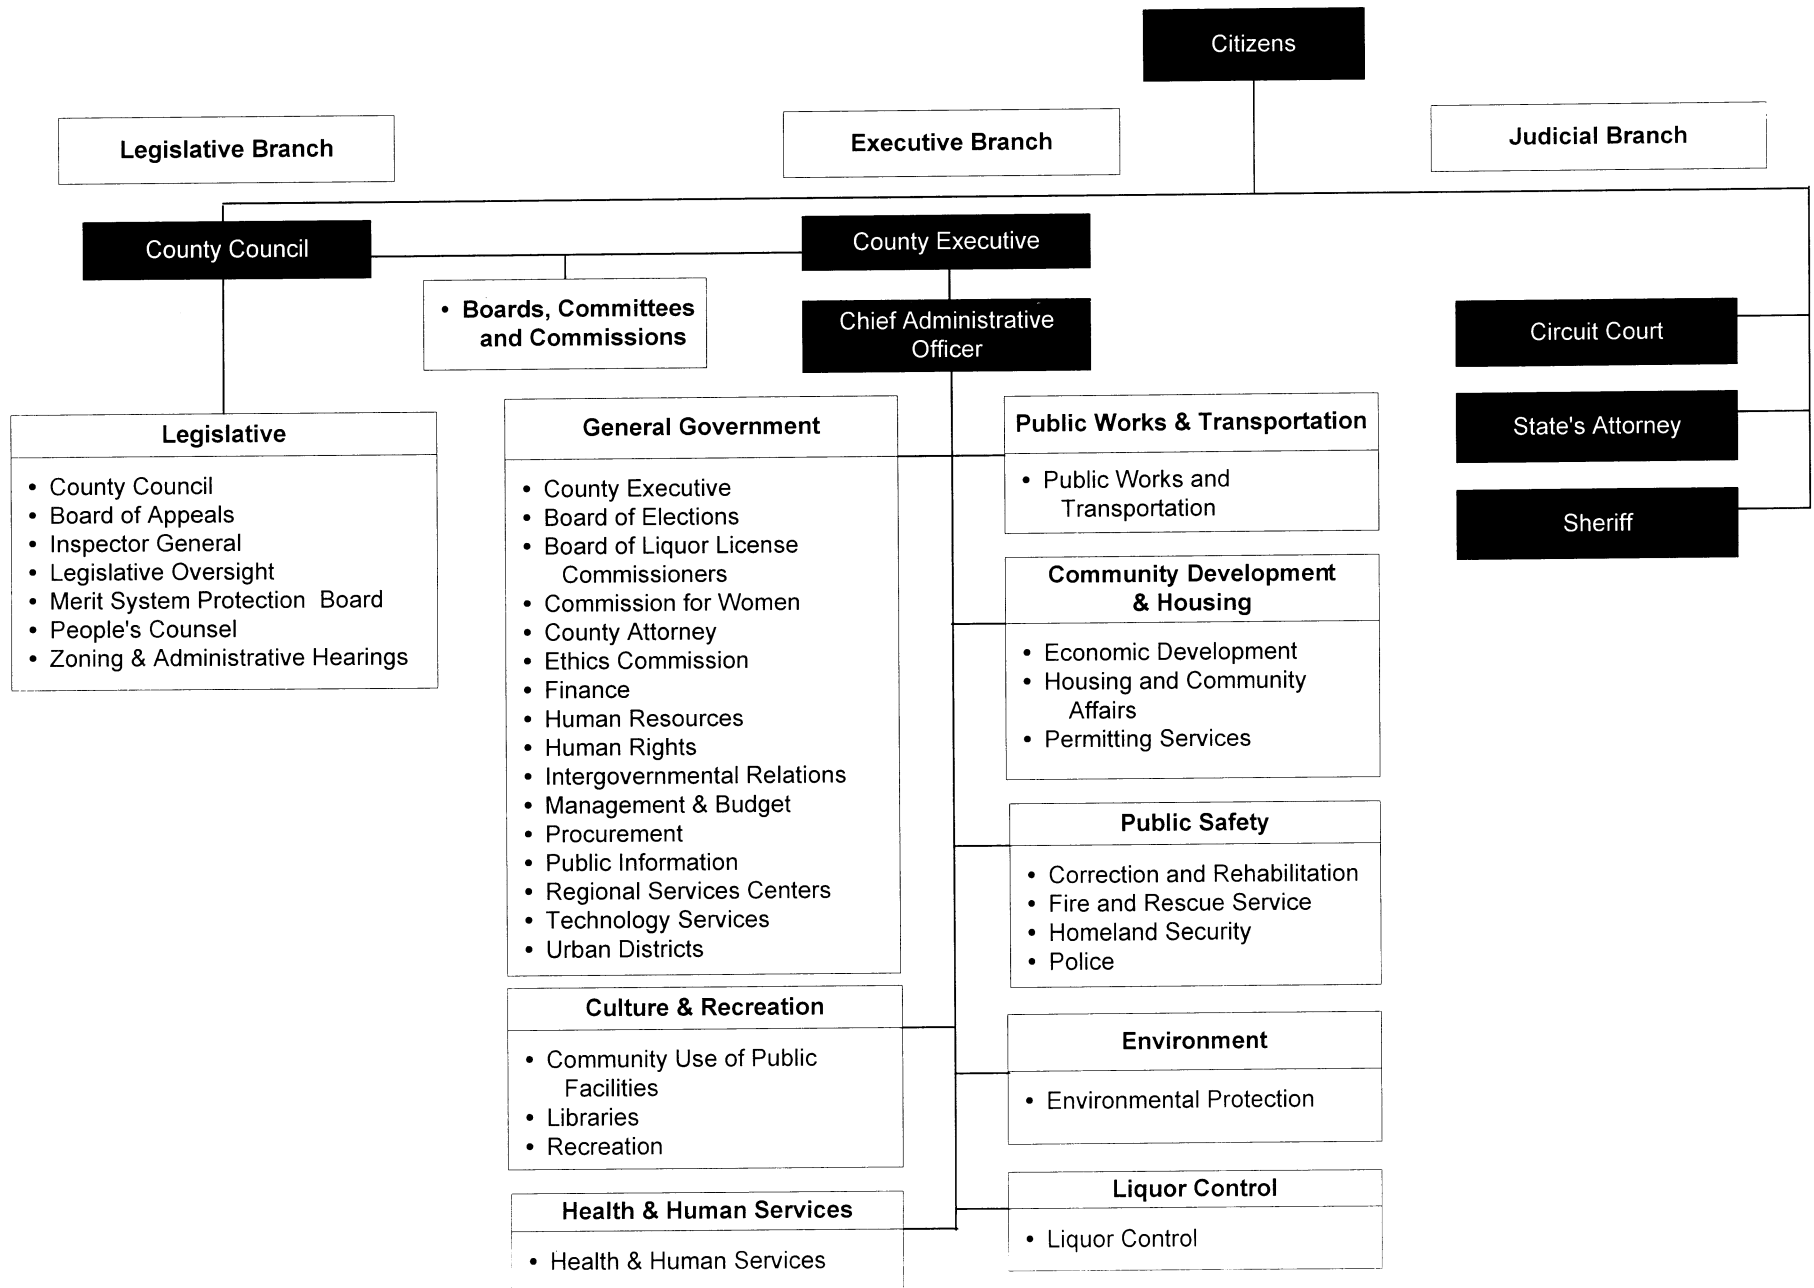 Citizens
Legislative Branch
Executive Branch
Judicial Branch
County Council
County Executive
• Boards, Committees
and Commissions
Chief Administrative
Officer
Circuit Court
State's Attorney
Sheriff
Legislative
• County Council
• Board of Appeals
• Inspector General
• Legislative Oversight
• Merit System Protection Board
• People's Counsel
• Zoning & Administrative Hearings
General Government
• County Executive
• Board of Elections
• Board of Liquor License
Commissioners
• Commission for Women
• County Attorney
• Ethics Commission
• Finance
• Human Resources
• Human Rights
• Intergovernmental Relations
• Management & Budget
• Procurement
• Public Information
• Regional Services Centers
• Technology Services
• Urban Districts
Culture & Recreation
• Community Use of Public
Facilities
• Libraries
• Recreation
Health & Human Services
• Health & Human Services
Public Works & Transportation
• Public Works and
Transportation
Community Development
& Housing
• Economic Development
• Housing and Community
Affairs
• Permitting Services
Public Safety
• Correction and Rehabilitation
• Fire and Rescue Service
• Homeland Security
• Police
Environment
• Environmental Protection
Liquor Control
• Liquor Control